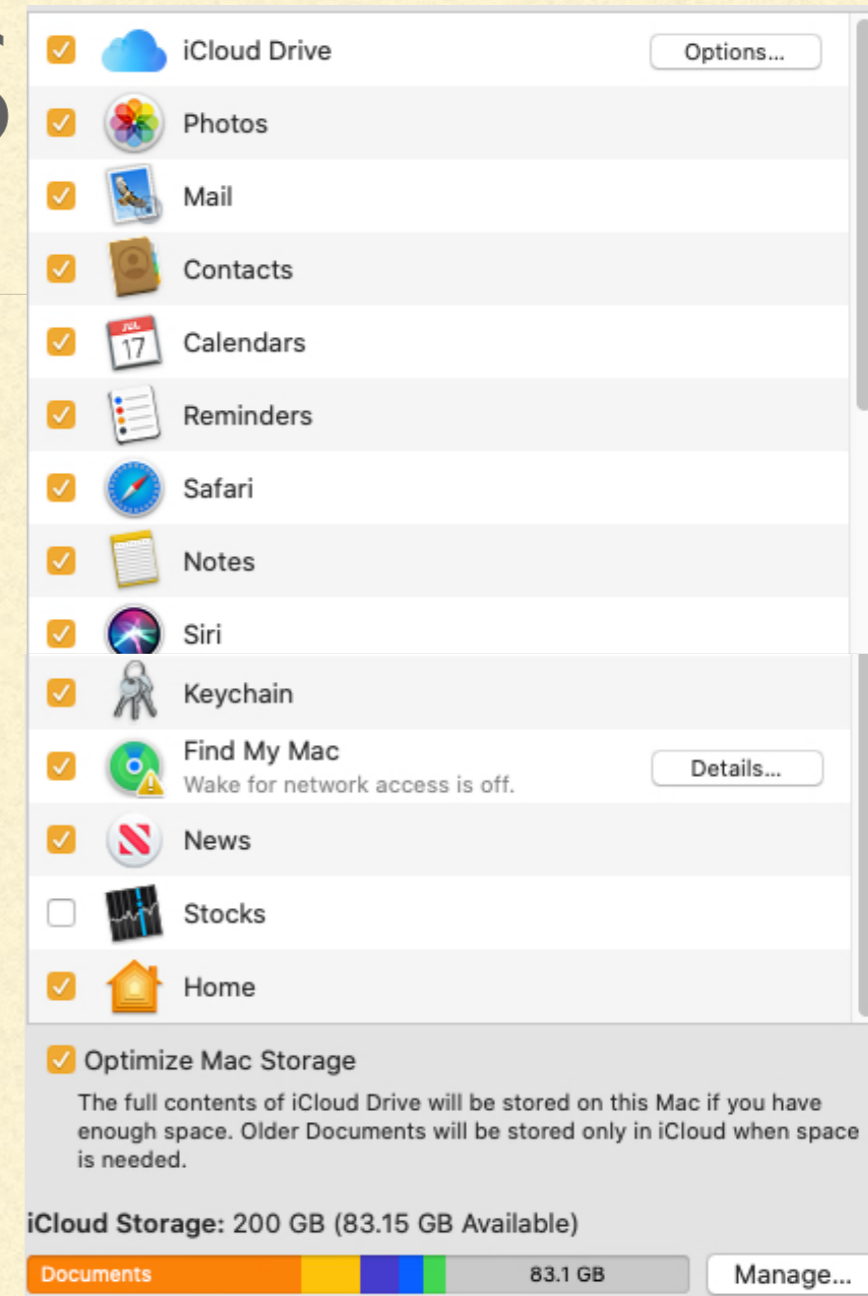 iCloud Drive Options...
Photos
Mail
Contacts
JUL
17
Calendars
Reminders
Safari
Notes
Siri
Keychain
Find My Mac
Wake for network access is off. Details...
News
Stocks
Home
Optimize Mac Storage
The full contents of iCloud Drive will be stored on this Mac if you have
enough space. Older Documents will be stored only in iCloud when space
is needed.
iCloud Storage: 200 GB (83.15 GB Available)
Documents 83.1 GB Manage...